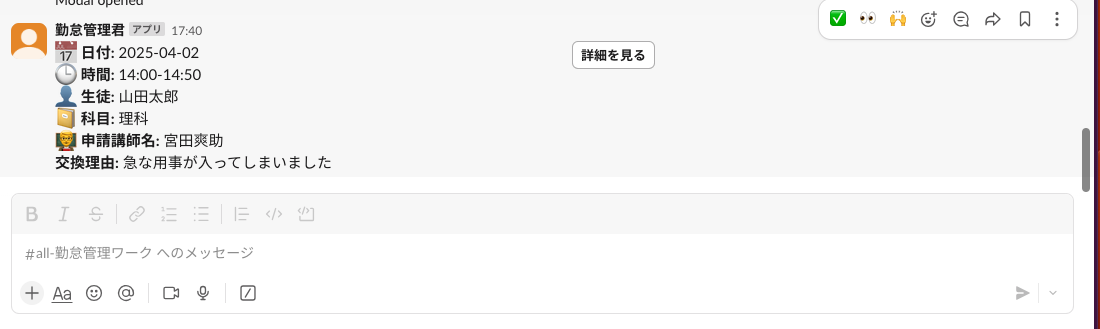 Modal opened
勤怠管理君 アプリ 17:40
17 日付: 2025-04-02
時間: 14:00-14:50
生徒: 山田太郎
科目: 理科
申請講師名: 宮田爽助
交換理由: 急な用事が入ってしまいました
詳細を見る
B I S
#all-勤怠管理ワーク へのメッセージ
Aa